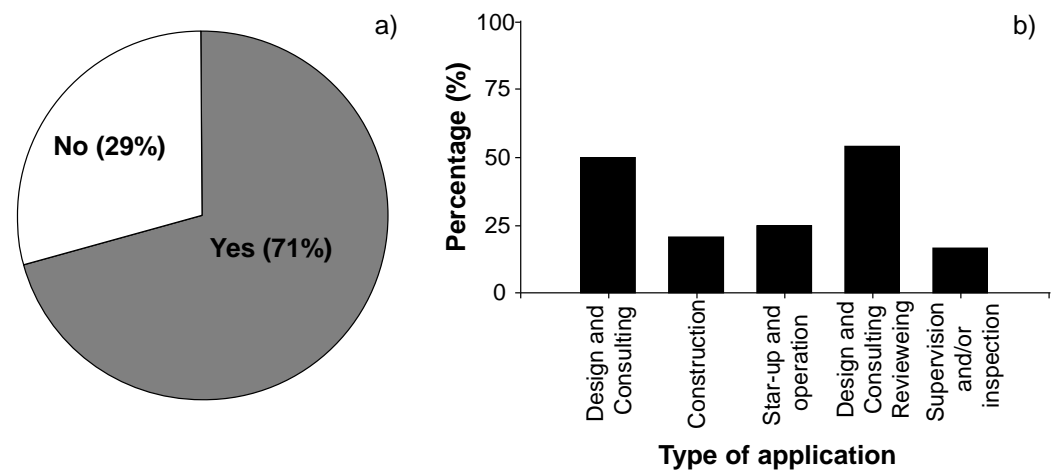 a)
No (29%)
Yes (71%)
b)
Percentage (%)
100
75
50
25
0
Design and
Consulting
Construction
Star-up and
operation
Design and
Consulting
Revieweing
Supervision
and/or
inspection
Type of application